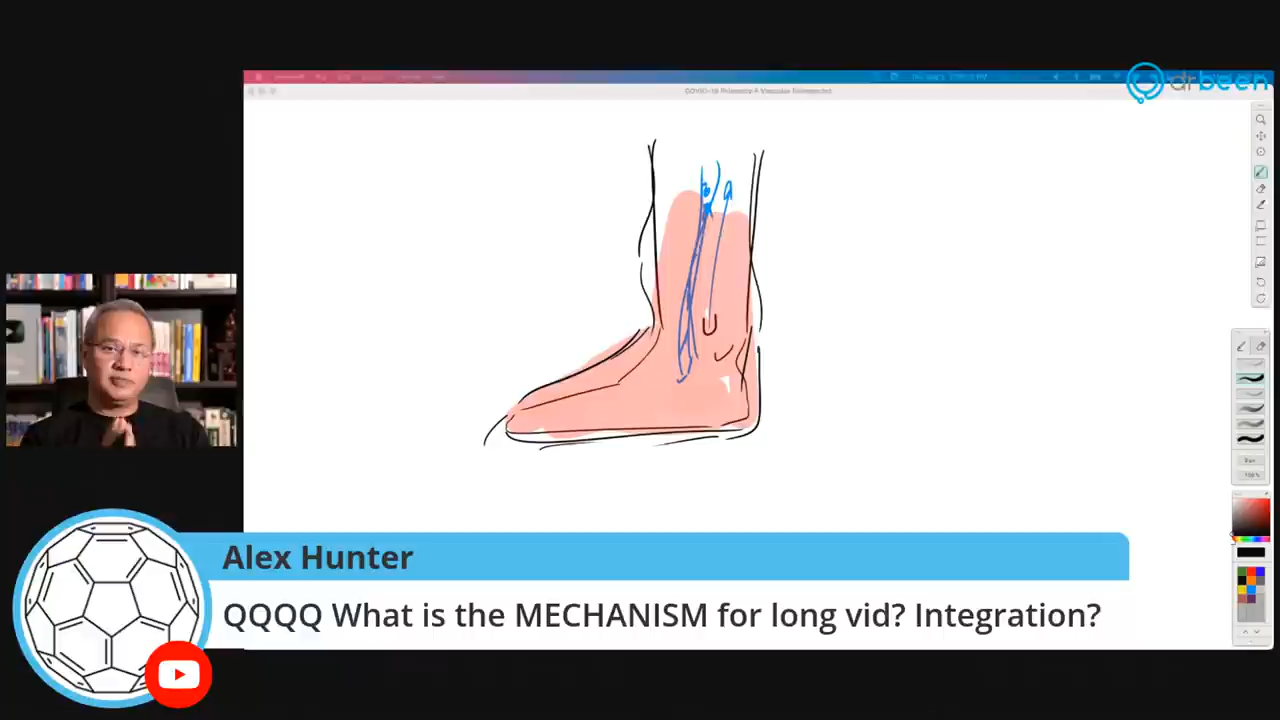 drbeen
Alex Hunter
QQQQ What is the MECHANISM for long vid? Integration?